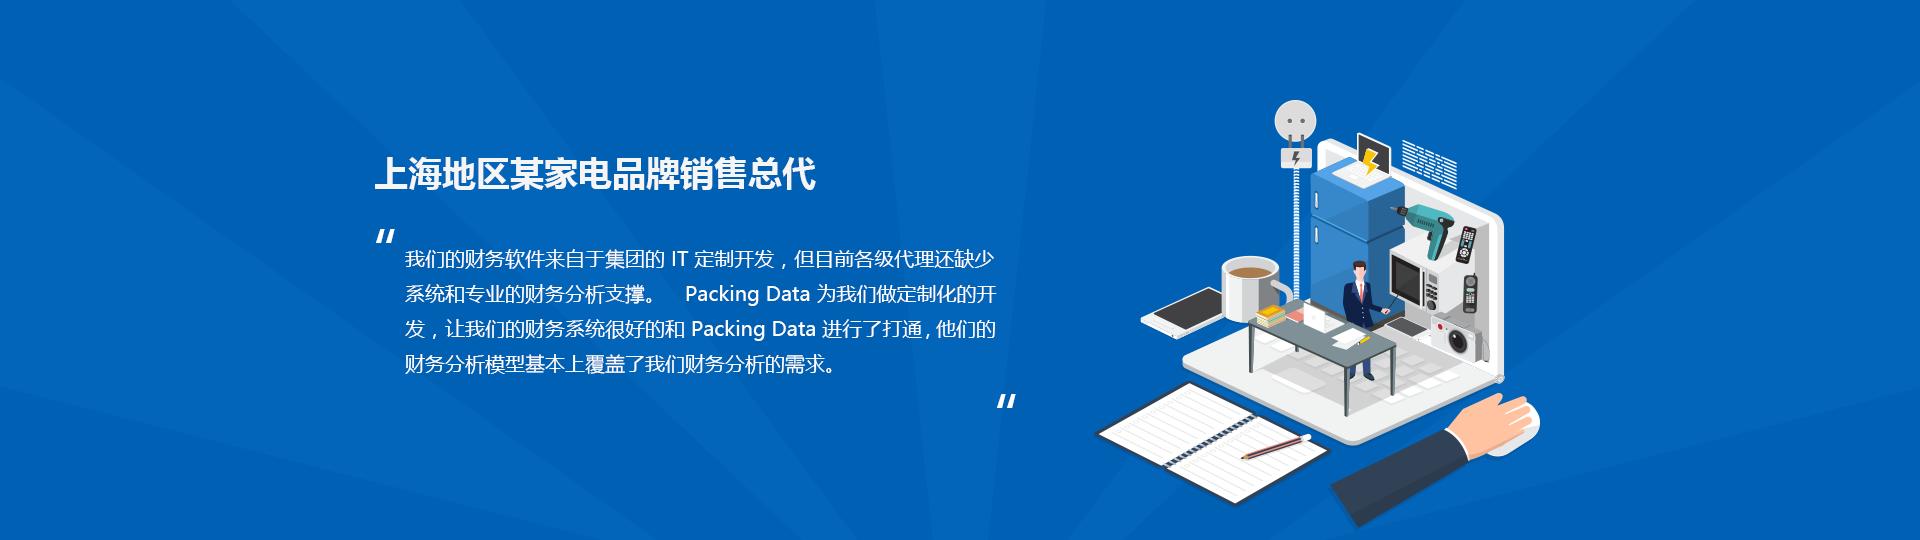 上海地区某家电品牌销售总代
“
我们的财务软件来自于集团的 IT 定制开发，但目前各级代理还缺少
系统和专业的财务分析支撑。 Packing Data 为我们做定制化的开
发，让我们的财务系统很好的和 Packing Data 进行了打通，他们的
财务分析模型基本上覆盖了我们财务分析的需求。
”